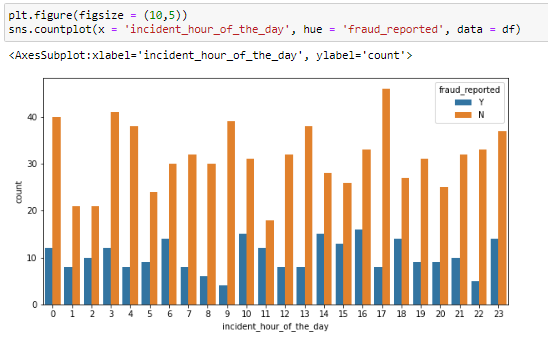 plt.figure(figsize = (10,5))
sns.countplot(x = 'incident_hour_of_the_day', hue = 'fraud_reported', data = df)
<AxesSubplot:xlabel='incident_hour_of_the_day', ylabel='count'>
fraud_reported
Y
N
40
30
20
10
0
count
0 1 2 3 4 5 6 7 8 9 10 11 12 13 14 15 16 17 18 19 20 21 22 23
incident_hour_of_the_day